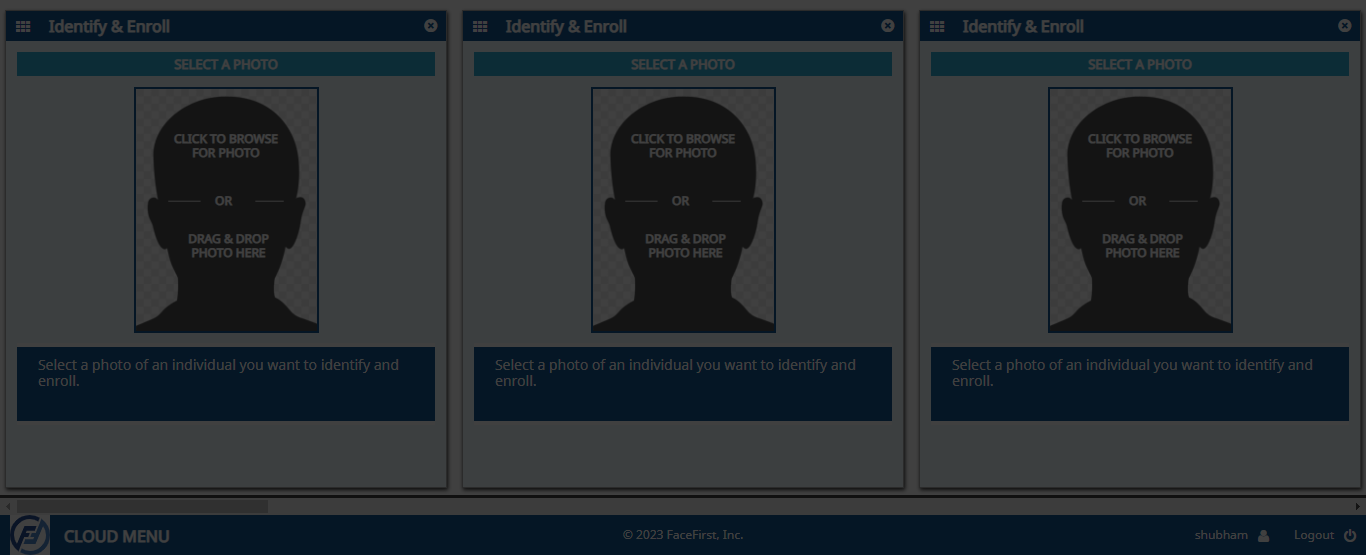 Identify & Enroll
SELECT A PHOTO
CLICK TO BROWSE
FOR PHOTO
OR
DRAG & DROP
PHOTO HERE
Select a photo of an individual you want to identify and
enroll.
Identify & Enroll
SELECT A PHOTO
CLICK TO BROWSE
FOR PHOTO
OR
DRAG & DROP
PHOTO HERE
Select a photo of an individual you want to identify and
enroll.
Identify & Enroll
SELECT A PHOTO
CLICK TO BROWSE
FOR PHOTO
OR
DRAG & DROP
PHOTO HERE
Select a photo of an individual you want to identify and
enroll.
CLOUD MENU
© 2023 FaceFirst, Inc.
shubham
Logout